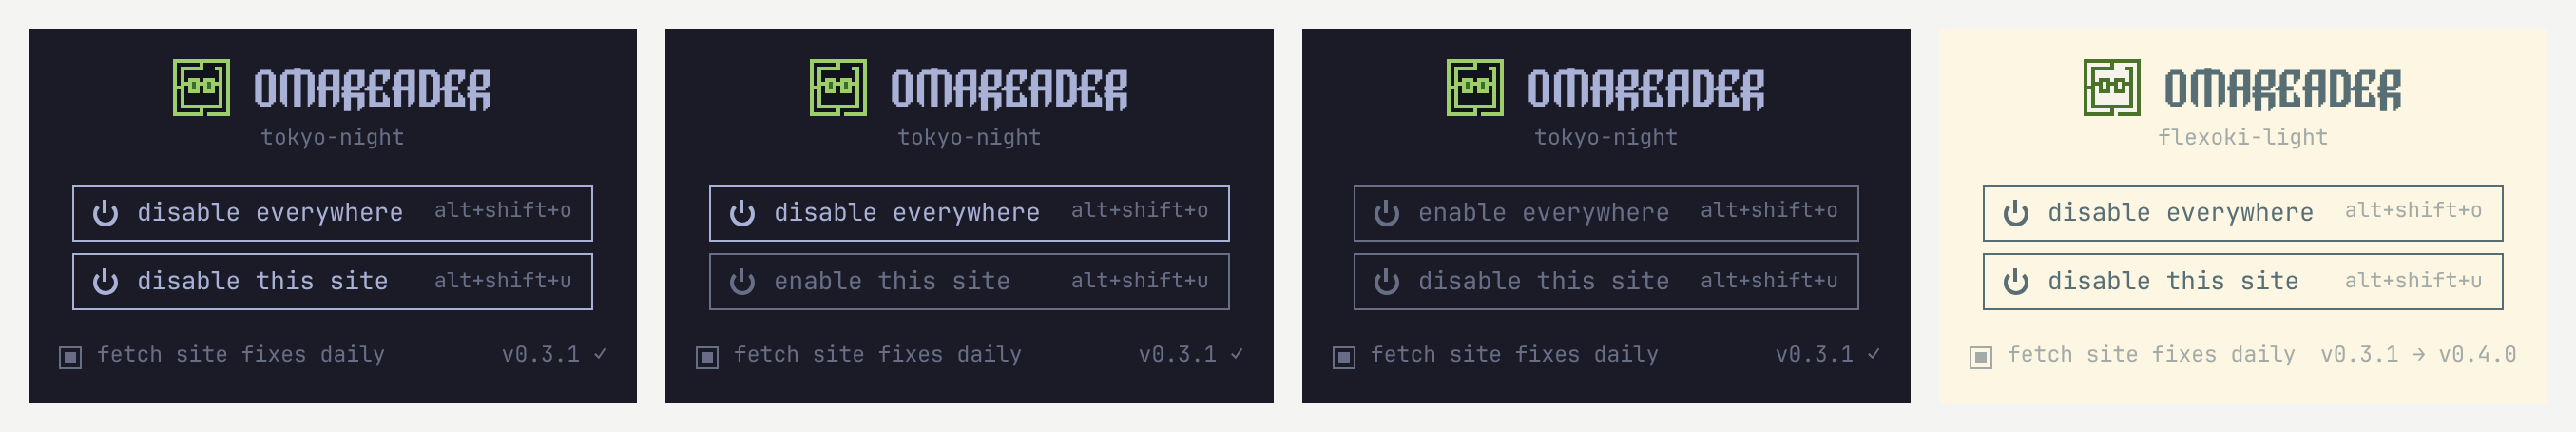 OMAREADER
tokyo-night
disable everywhere alt+shift+o
disable this site alt+shift+u
fetch site fixes daily v0.3.1 ✓
OMAREADER
tokyo-night
disable everywhere alt+shift+o
enable this site alt+shift+u
fetch site fixes daily v0.3.1 ✓
OMAREADER
tokyo-night
enable everywhere alt+shift+o
disable this site alt+shift+u
fetch site fixes daily v0.3.1 ✓
OMAREADER
flexoki-light
disable everywhere alt+shift+o
disable this site alt+shift+u
fetch site fixes daily v0.3.1 → v0.4.0